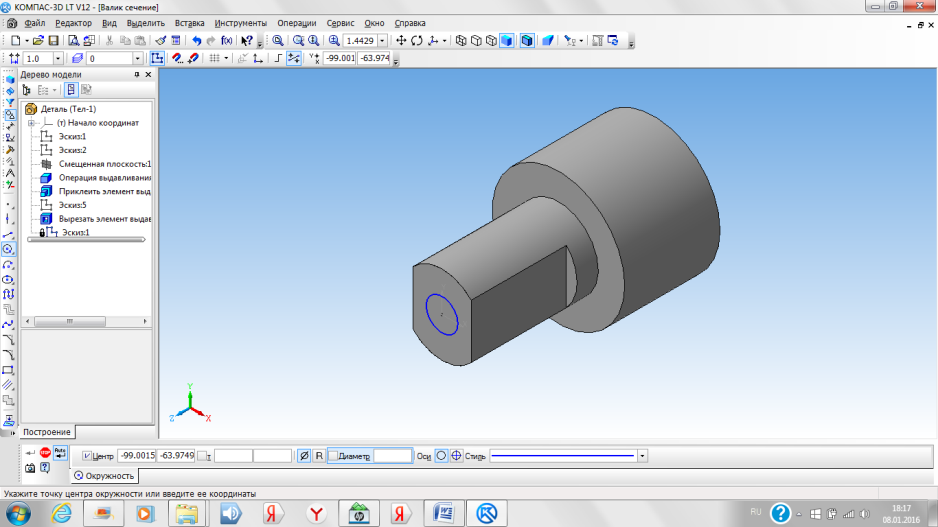 КОМПАС-3D LT V12 - [Валик сечение]
Файл Редактор Вид Выделить Вставка Инструменты Операции Сервис Окно Справка
1.4429
f(x)
1.0 0 -99.001 -63.974
Дерево модели
Деталь (Тел-1)
(т) Начало координат
Эскиз:1
Эскиз:2
Смещенная плоскость:1
Операция выдавливани
Приклеить элемент выд
Эскиз:5
Вырезать элемент выдав
Эскиз:1
Y
Z X
Построение
STOP Auto Центр -99.0015 -63.9749 т R Диаметр Оси Стиль
Окружность
Укажите точку центра окружности или введите ее координаты
RU 18:17
08.01.2016